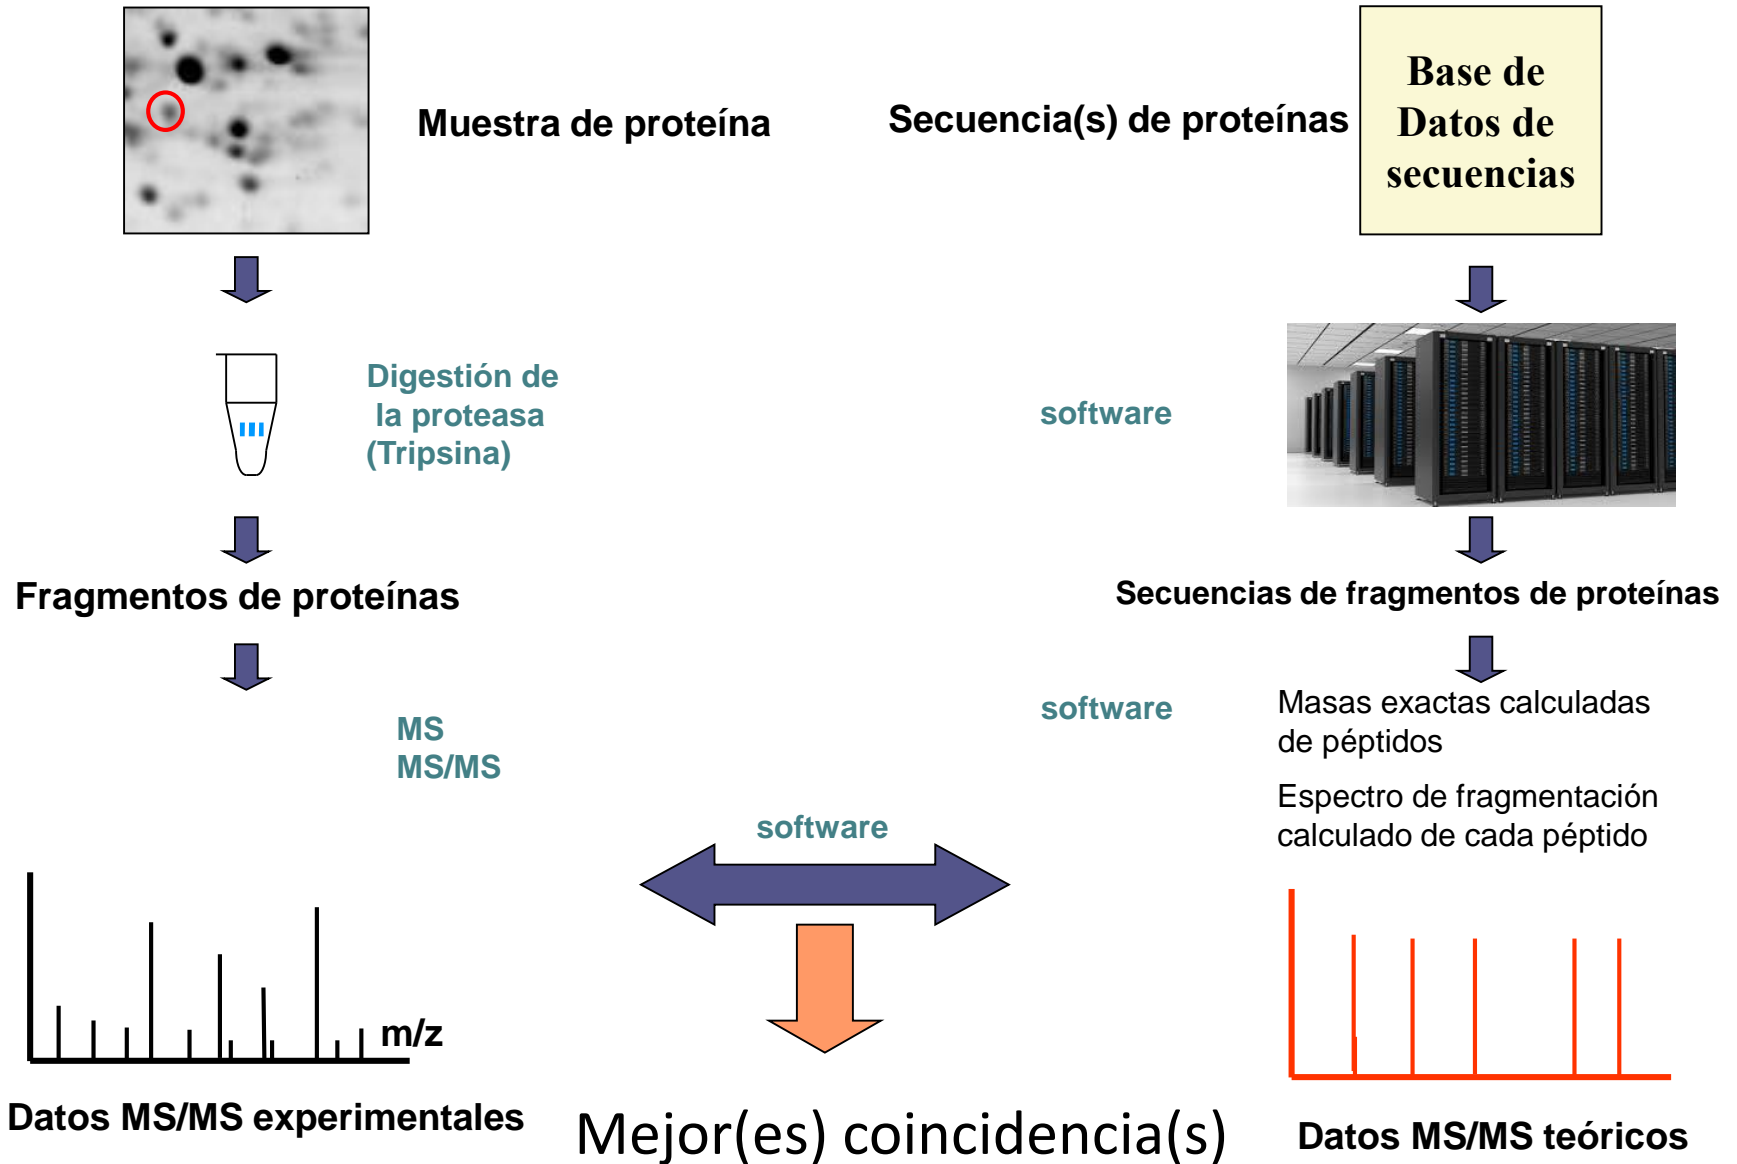 Muestra de proteína
Secuencia(s) de proteínas
Base de
Datos de
secuencias
Digestión de
la proteasa
(Tripsina)
software
Fragmentos de proteínas
Secuencias de fragmentos de proteínas
MS
MS/MS
software
Masas exactas calculadas
de péptidos
Espectro de fragmentación
calculado de cada péptido
software
m/z
Datos MS/MS experimentales
Mejor(es) coincidencia(s)
Datos MS/MS teóricos